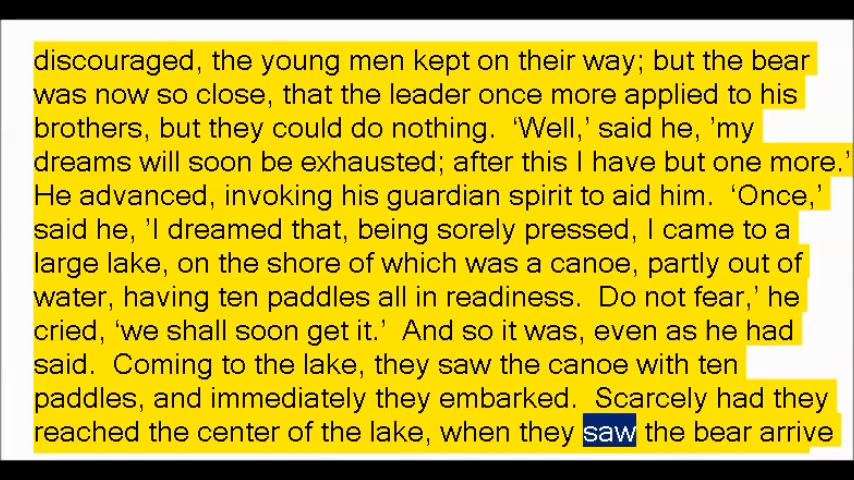 discouraged, the young men kept on their way; but the bear
was now so close, that the leader once more applied to his
brothers, but they could do nothing.  ‘Well,’ said he, ’my
dreams will soon be exhausted; after this I have but one more.’
He advanced, invoking his guardian spirit to aid him.  ‘Once,’
said he, ’I dreamed that, being sorely pressed, I came to a
large lake, on the shore of which was a canoe, partly out of
water, having ten paddles all in readiness.  Do not fear,’ he
cried, ‘we shall soon get it.’  And so it was, even as he had
said.  Coming to the lake, they saw the canoe with ten
paddles, and immediately they embarked.  Scarcely had they
reached the center of the lake, when they saw the bear arrive